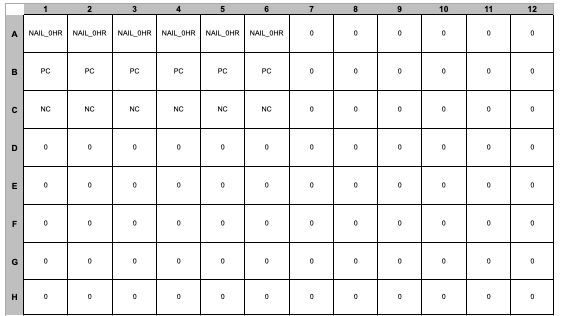 1 2 3 4 5 6 7 8 9 10 11 12
A NAIL_0HR NAIL_0HR NAIL_0HR NAIL_0HR NAIL_0HR NAIL_0HR 0 0 0 0 0 0
B PC PC PC PC PC PC 0 0 0 0 0 0
C NC NC NC NC NC NC 0 0 0 0 0 0
D 0 0 0 0 0 0 0 0 0 0 0 0
E 0 0 0 0 0 0 0 0 0 0 0 0
F 0 0 0 0 0 0 0 0 0 0 0 0
G 0 0 0 0 0 0 0 0 0 0 0 0
H 0 0 0 0 0 0 0 0 0 0 0 0